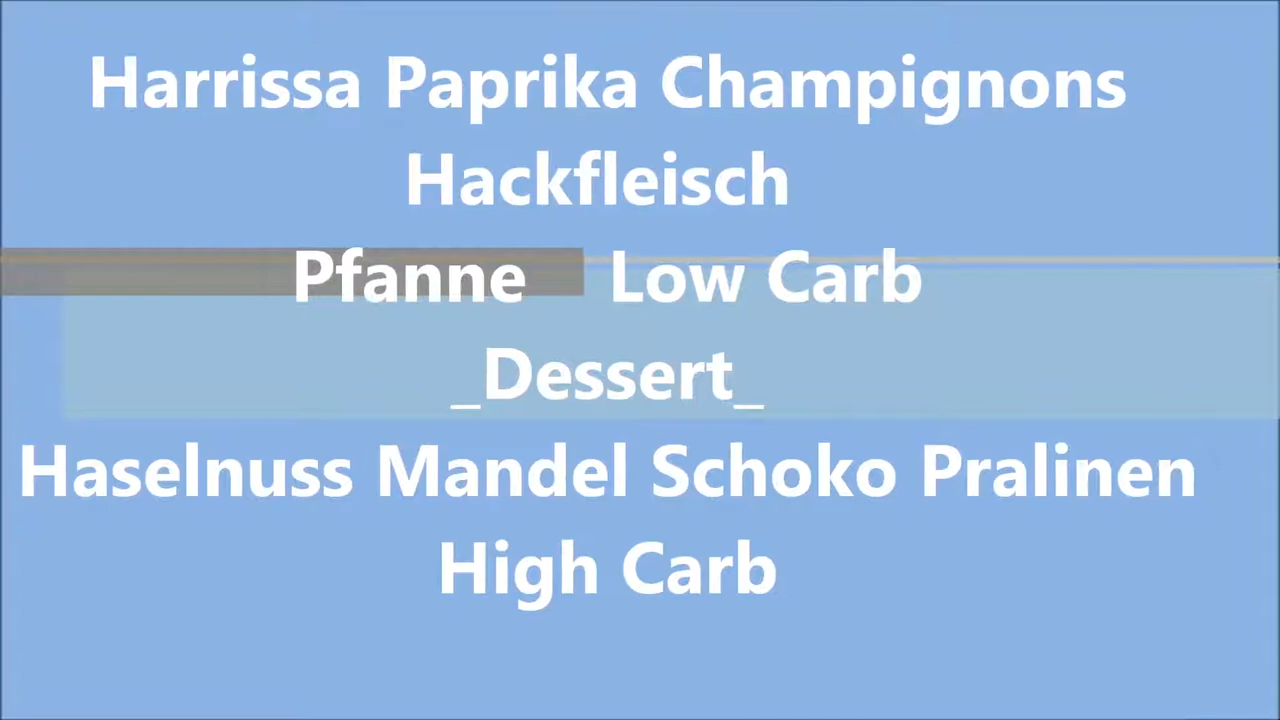 Harrissa Paprika Champignons
Hackfleisch
Pfanne Low Carb
_Dessert_
Haselnuss Mandel Schoko Pralinen
High Carb